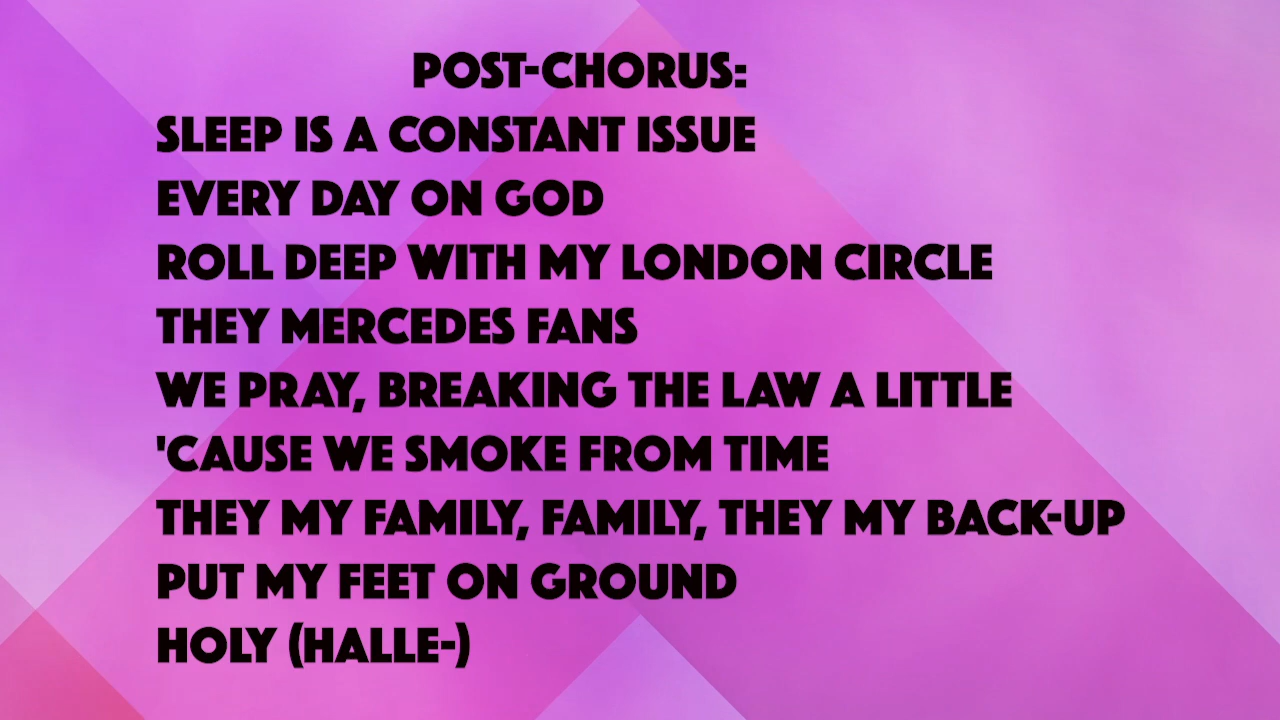 POST-CHORUS:
SLEEP IS A CONSTANT ISSUE
EVERY DAY ON GOD
ROLL DEEP WITH MY LONDON CIRCLE
THEY MERCEDES FANS
WE PRAY, BREAKING THE LAW A LITTLE
'CAUSE WE SMOKE FROM TIME
THEY MY FAMILY, FAMILY, THEY MY BACK-UP
PUT MY FEET ON GROUND
HOLY (HALLE-)